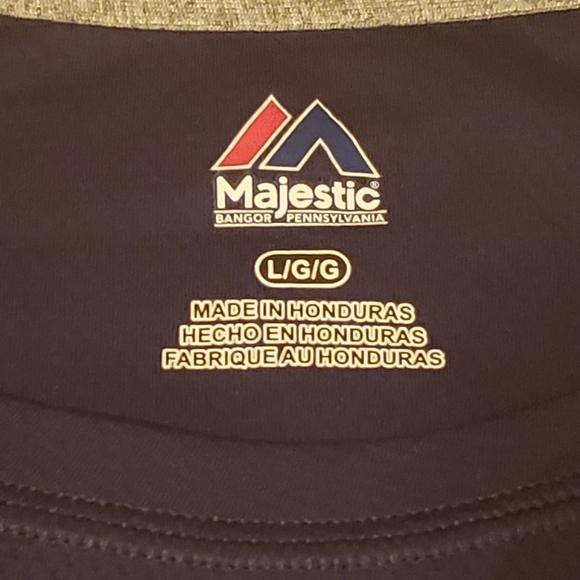 Majestic®
BANGOR PENNSYLVANIA
L/G/G
MADE IN HONDURAS
HECHO EN HONDURAS
FABRIQUE AU HONDURAS